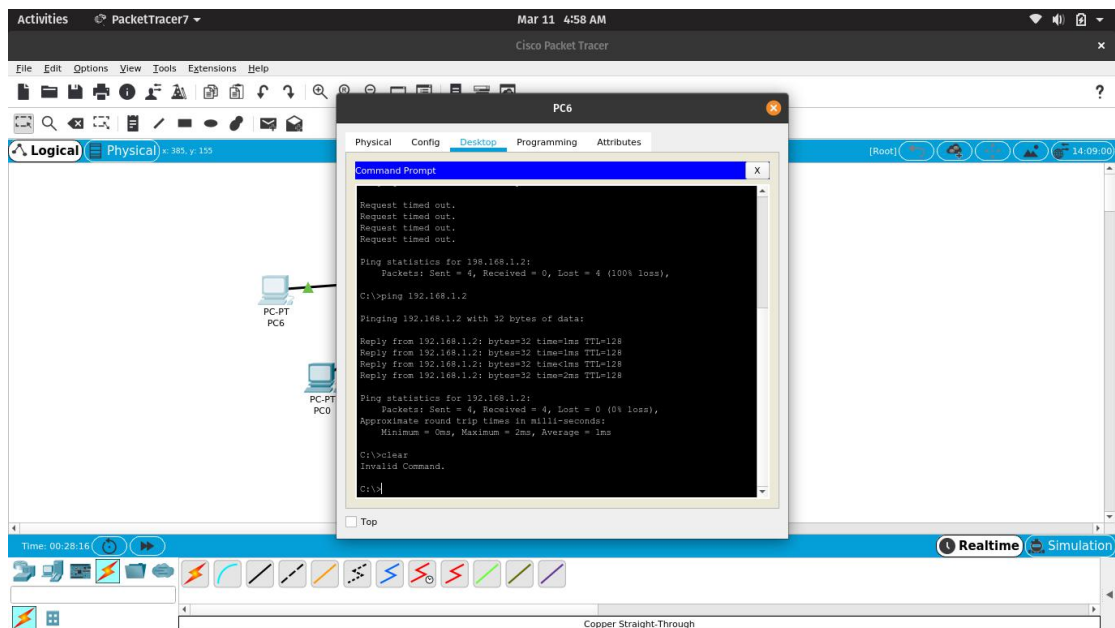 Activities PacketTracer7 Mar 11 4:58 AM
Cisco Packet Tracer
File Edit Options View Tools Extensions Help
?
PC6
Physical Config Desktop Programming Attributes
Logical Physical x: 385, y: 155 [Root] 14:09:00
Command Prompt X
Request timed out.
Request timed out.
Request timed out.
Request timed out.
Ping statistics for 198.168.1.2:
Packets: Sent = 4, Received = 0, Lost = 4 (100% loss),
C:\>ping 192.168.1.2
Pinging 192.168.1.2 with 32 bytes of data:
Reply from 192.168.1.2: bytes=32 time=1ms TTL=128
Reply from 192.168.1.2: bytes=32 time=1ms TTL=128
Reply from 192.168.1.2: bytes=32 time<1ms TTL=128
Reply from 192.168.1.2: bytes=32 time=2ms TTL=128
Ping statistics for 192.168.1.2:
Packets: Sent = 4, Received = 4, Lost = 0 (0% loss),
Approximate round trip times in milli-seconds:
Minimum = 0ms, Maximum = 2ms, Average = 1ms
C:\>clear
Invalid Command.
C:\>
PC-PT
PC6
PC-PT
PC0
Top
Time: 00:28:16 Realtime Simulation
Copper Straight-Through